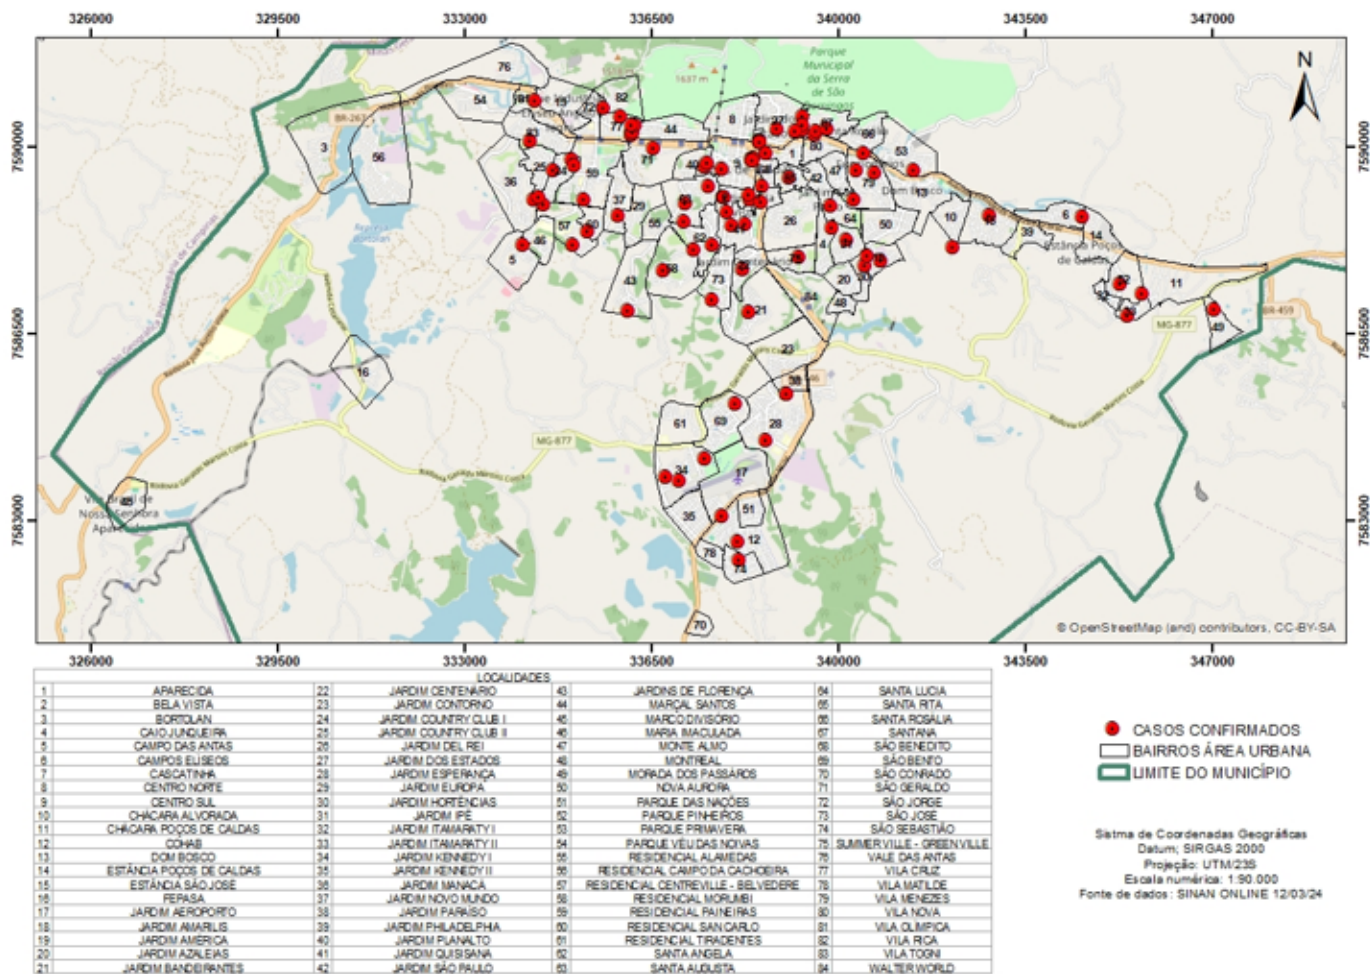 326000 329500 333000 336500 340000 343500 347000
7590000
7586500
7583000
N
Parque
Municipal
da Serra
de São
1637 m
BR-267
BR-459
MG-877
MG-877
Estância Poços
de Caldas
Dom Bosco
Nossa Senhora
© OpenStreetMap (and) contributors, CC-BY-SA
326000 329500 333000 336500 340000 343500 347000
LOCALIDADES
1 APARECIDA 22 JARDIM CENTENÁRIO 43 JARDINS DE FLORENÇA 64 SANTA LUCIA
2 BELA VISTA 23 JARDIM CONTORNO 44 MARÇAL SANTOS 65 SANTA RITA
3 BORTOLAN 24 JARDIM COUNTRY CLUB I 45 MARCO DIVISÓRIO 66 SANTA ROSALIA
4 CAIO JUNQUEIRA 25 JARDIM COUNTRY CLUB II 46 MARIA IMACULADA 67 SANTANA
5 CAMPO DAS ANTAS 26 JARDIM DEL REI 47 MONTE ALMO 68 SÃO BENEDITO
6 CAMPOS ELISEOS 27 JARDIM DOS ESTADOS 48 MONTREAL 69 SÃO BENTO
7 CASCATINHA 28 JARDIM ESPERANÇA 49 MORADA DOS PASSÁROS 70 SÃO CONRADO
8 CENTRO NORTE 29 JARDIM EUROPA 50 NOVA AURORA 71 SÃO GERALDO
9 CENTRO SUL 30 JARDIM HORTÊNCIAS 51 PARQUE DAS NAÇÕES 72 SÃO JORGE
10 CHÁCARA ALVORADA 31 JARDIM IPÊ 52 PARQUE PINHEIROS 73 SÃO JOSÉ
11 CHÁCARA POÇOS DE CALDAS 32 JARDIM ITAMARATY I 53 PARQUE PRIMAVERA 74 SÃO SEBASTIÃO
12 COHAB 33 JARDIM ITAMARATY II 54 PARQUE VÉU DAS NOIVAS 75 SUMMERVILLE - GREENVILLE
13 DOM BOSCO 34 JARDIM KENNEDY I 55 RESIDENCIAL ALAMEDAS 76 VALE DAS ANTAS
14 ESTÂNCIA POÇOS DE CALDAS 35 JARDIM KENNEDY II 56 RESIDENCIAL CAMPO DA CACHOEIRA 77 VILA CRUZ
15 ESTÂNCIA SÃO JOSÉ 36 JARDIM MANACA 57 RESIDENCIAL CENTREVILLE - BELVEDERE 78 VILA MATILDE
16 FEPASA 37 JARDIM NOVO MUNDO 58 RESIDENCIAL MORUMBI 79 VILA MENEZES
17 JARDIM AEROPORTO 38 JARDIM PARAÍSO 59 RESIDENCIAL PAINEIRAS 80 VILA NOVA
18 JARDIM AMARILIS 39 JARDIM PHILADELPHIA 60 RESIDENCIAL SAN CARLO 81 VILA OLIMPICA
19 JARDIM AMÉRICA 40 JARDIM PLANALTO 61 RESIDENCIAL TIRADENTES 82 VILA RICA
20 JARDIM AZALEIAS 41 JARDIM QUISISANA 62 SANTA ANGELA 83 VILA TOGNI
21 JARDIM BANDEIRANTES 42 JARDIM SÃO PAULO 63 SANTA AUGUSTA 84 WALTER WORLD
CASOS CONFIRMADOS
BAIRROS ÁREA URBANA
LIMITE DO MUNICÍPIO
Sistma de Coordenadas Geográficas
Datum; SIRGAS 2000
Projeção: UTM/23S
Escala numérica: 1:90.000
Fonte de dados : SINAN ONLINE 12/03/24